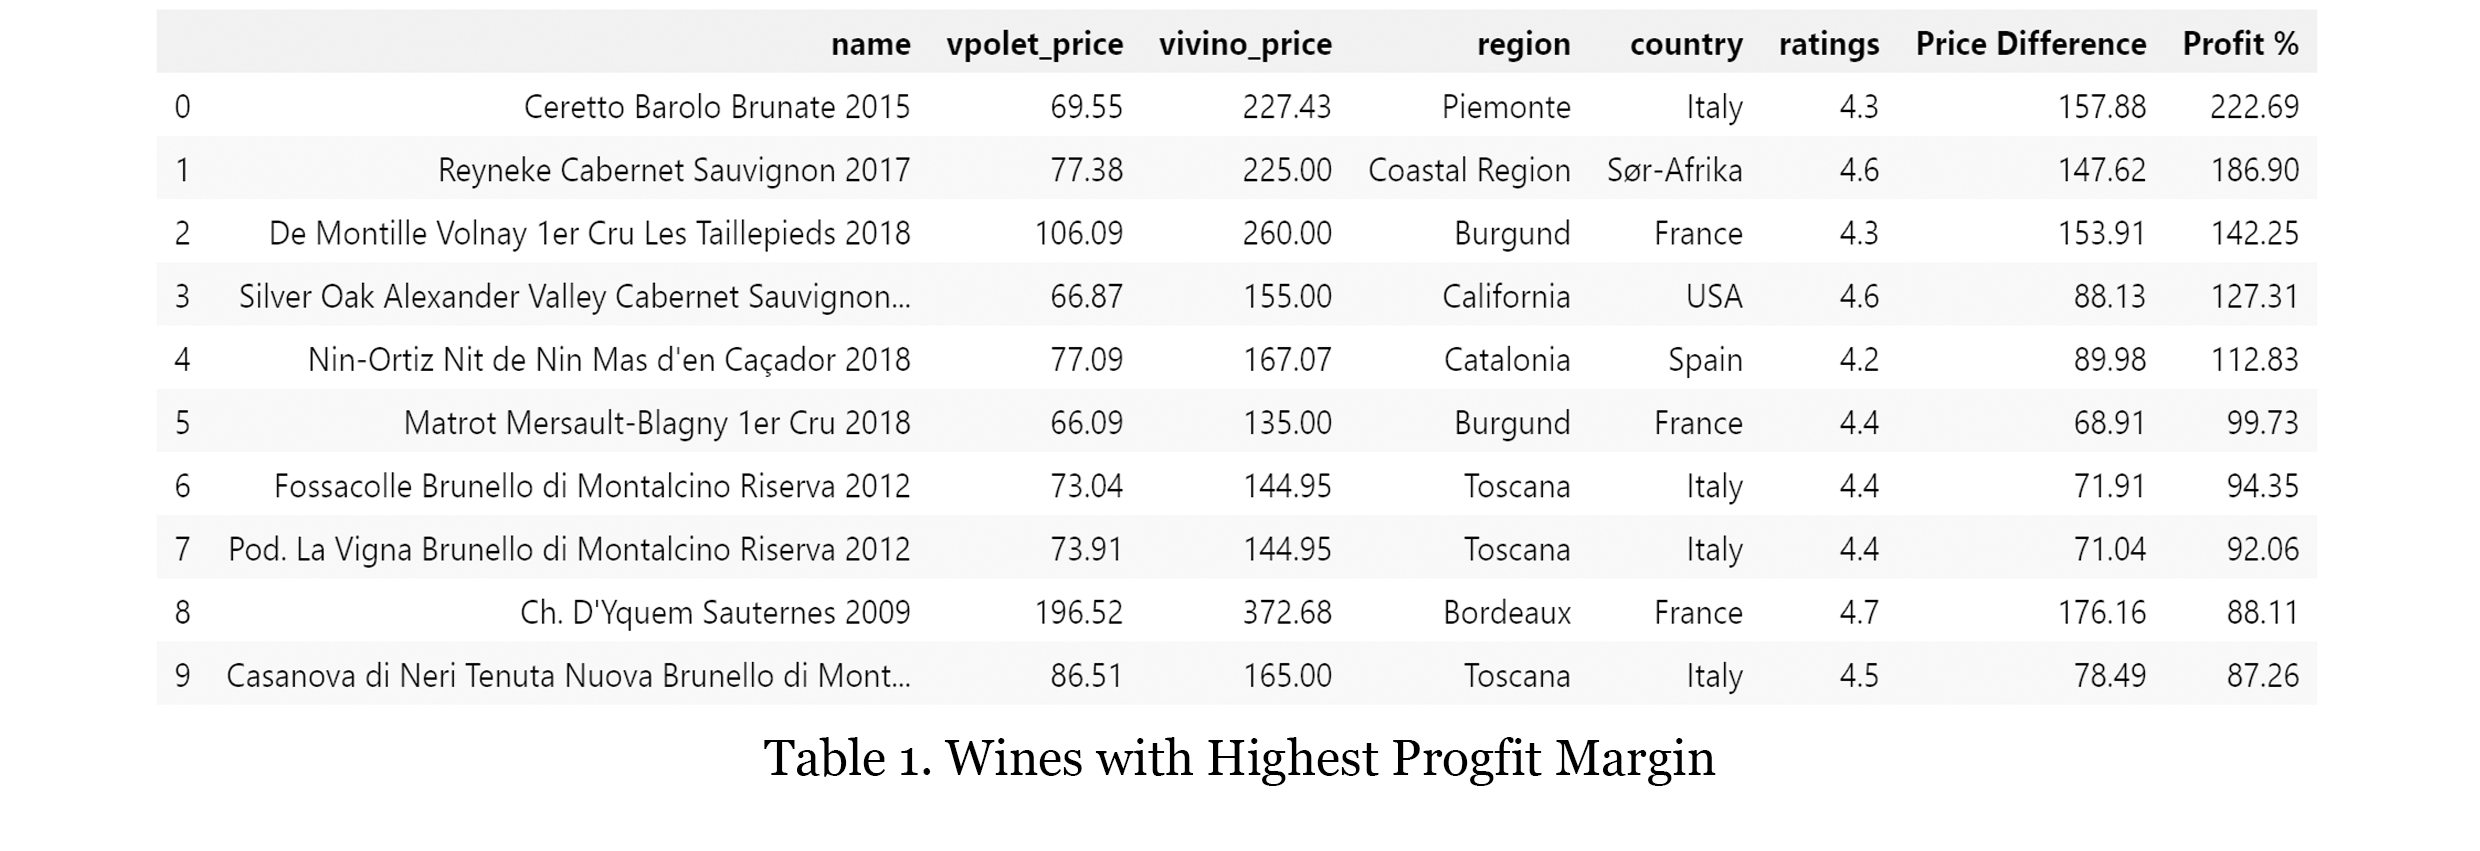 name vpolet_price vivino_price region country ratings Price Difference Profit %
0 Ceretto Barolo Brunate 2015 69.55 227.43 Piemonte Italy 4.3 157.88 222.69
1 Reyneke Cabernet Sauvignon 2017 77.38 225.00 Coastal Region Sør-Afrika 4.6 147.62 186.90
2 De Montille Volnay 1er Cru Les Taillepieds 2018 106.09 260.00 Burgund France 4.3 153.91 142.25
3 Silver Oak Alexander Valley Cabernet Sauvignon... 66.87 155.00 California USA 4.6 88.13 127.31
4 Nin-Ortiz Nit de Nin Mas d'en Caçador 2018 77.09 167.07 Catalonia Spain 4.2 89.98 112.83
5 Matrot Mersault-Blagny 1er Cru 2018 66.09 135.00 Burgund France 4.4 68.91 99.73
6 Fossacolle Brunello di Montalcino Riserva 2012 73.04 144.95 Toscana Italy 4.4 71.91 94.35
7 Pod. La Vigna Brunello di Montalcino Riserva 2012 73.91 144.95 Toscana Italy 4.4 71.04 92.06
8 Ch. D'Yquem Sauternes 2009 196.52 372.68 Bordeaux France 4.7 176.16 88.11
9 Casanova di Neri Tenuta Nuova Brunello di Mont... 86.51 165.00 Toscana Italy 4.5 78.49 87.26
Table 1. Wines with Highest Progfit Margin